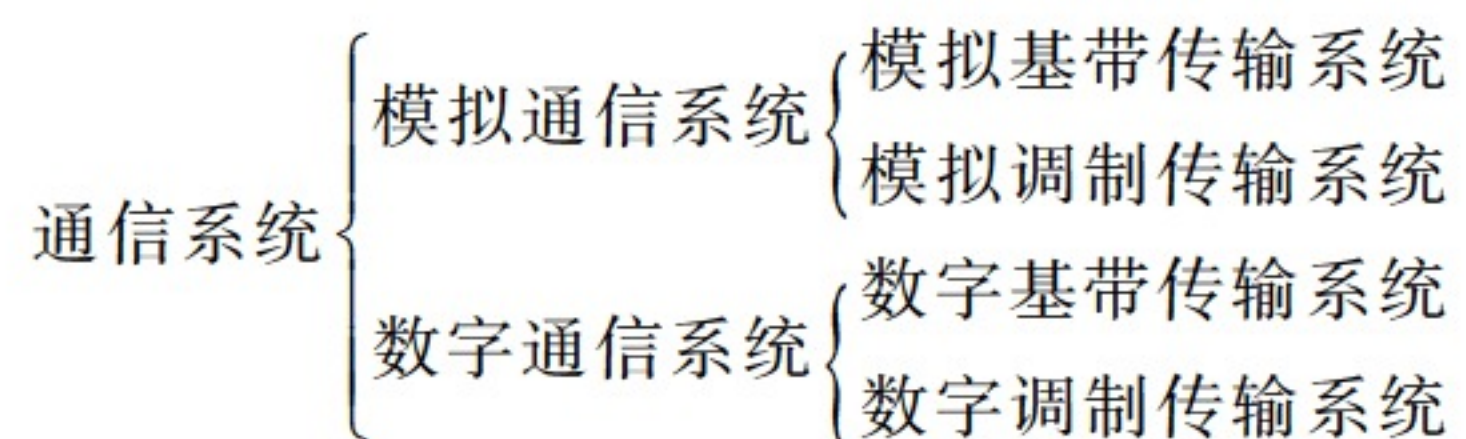 通信系统
模拟通信系统
模拟基带传输系统
模拟调制传输系统
数字通信系统
数字基带传输系统
数字调制传输系统